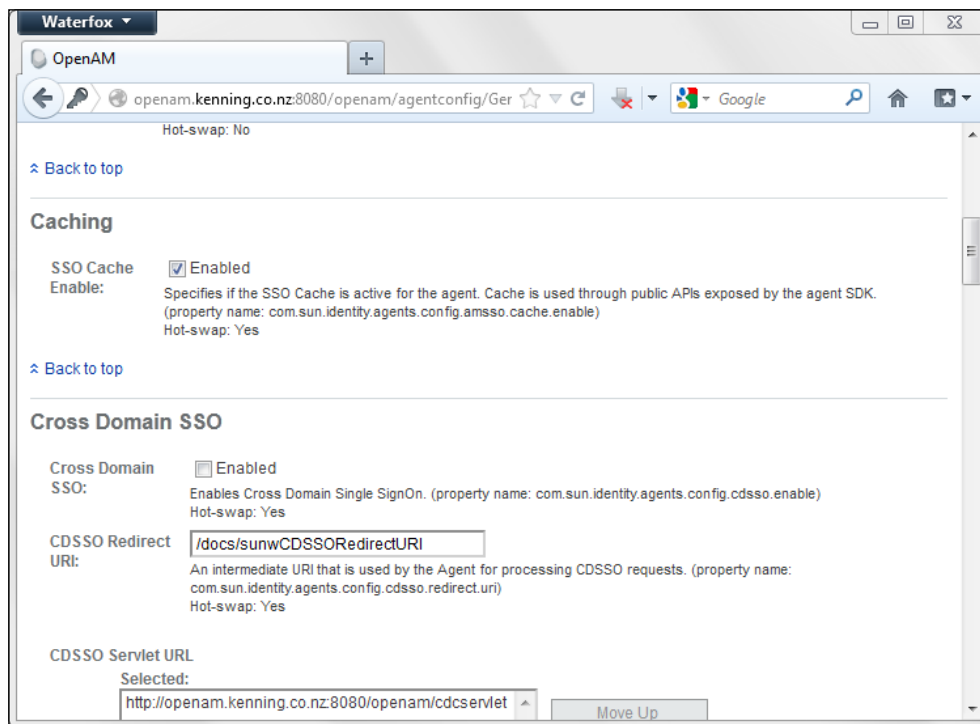 Waterfox
OpenAM
openam.kenning.co.nz:8080/openam/agentconfig/Ger
Google
Hot-swap: No
Back to top
Caching
SSO Cache Enable:
Enabled
Specifies if the SSO Cache is active for the agent. Cache is used through public APIs exposed by the agent SDK.
(property name: com.sun.identity.agents.config.amsso.cache.enable)
Hot-swap: Yes
Back to top
Cross Domain SSO
Cross Domain SSO:
Enabled
Enables Cross Domain Single SignOn. (property name: com.sun.identity.agents.config.cdsso.enable)
Hot-swap: Yes
CDSSO Redirect URI:
/docs/sunwCDSSORedirectURI
An intermediate URI that is used by the Agent for processing CDSSO requests. (property name:
com.sun.identity.agents.config.cdsso.redirect.uri)
Hot-swap: Yes
CDSSO Servlet URL
Selected:
http://openam.kenning.co.nz:8080/openam/cdcservlet
Move Up